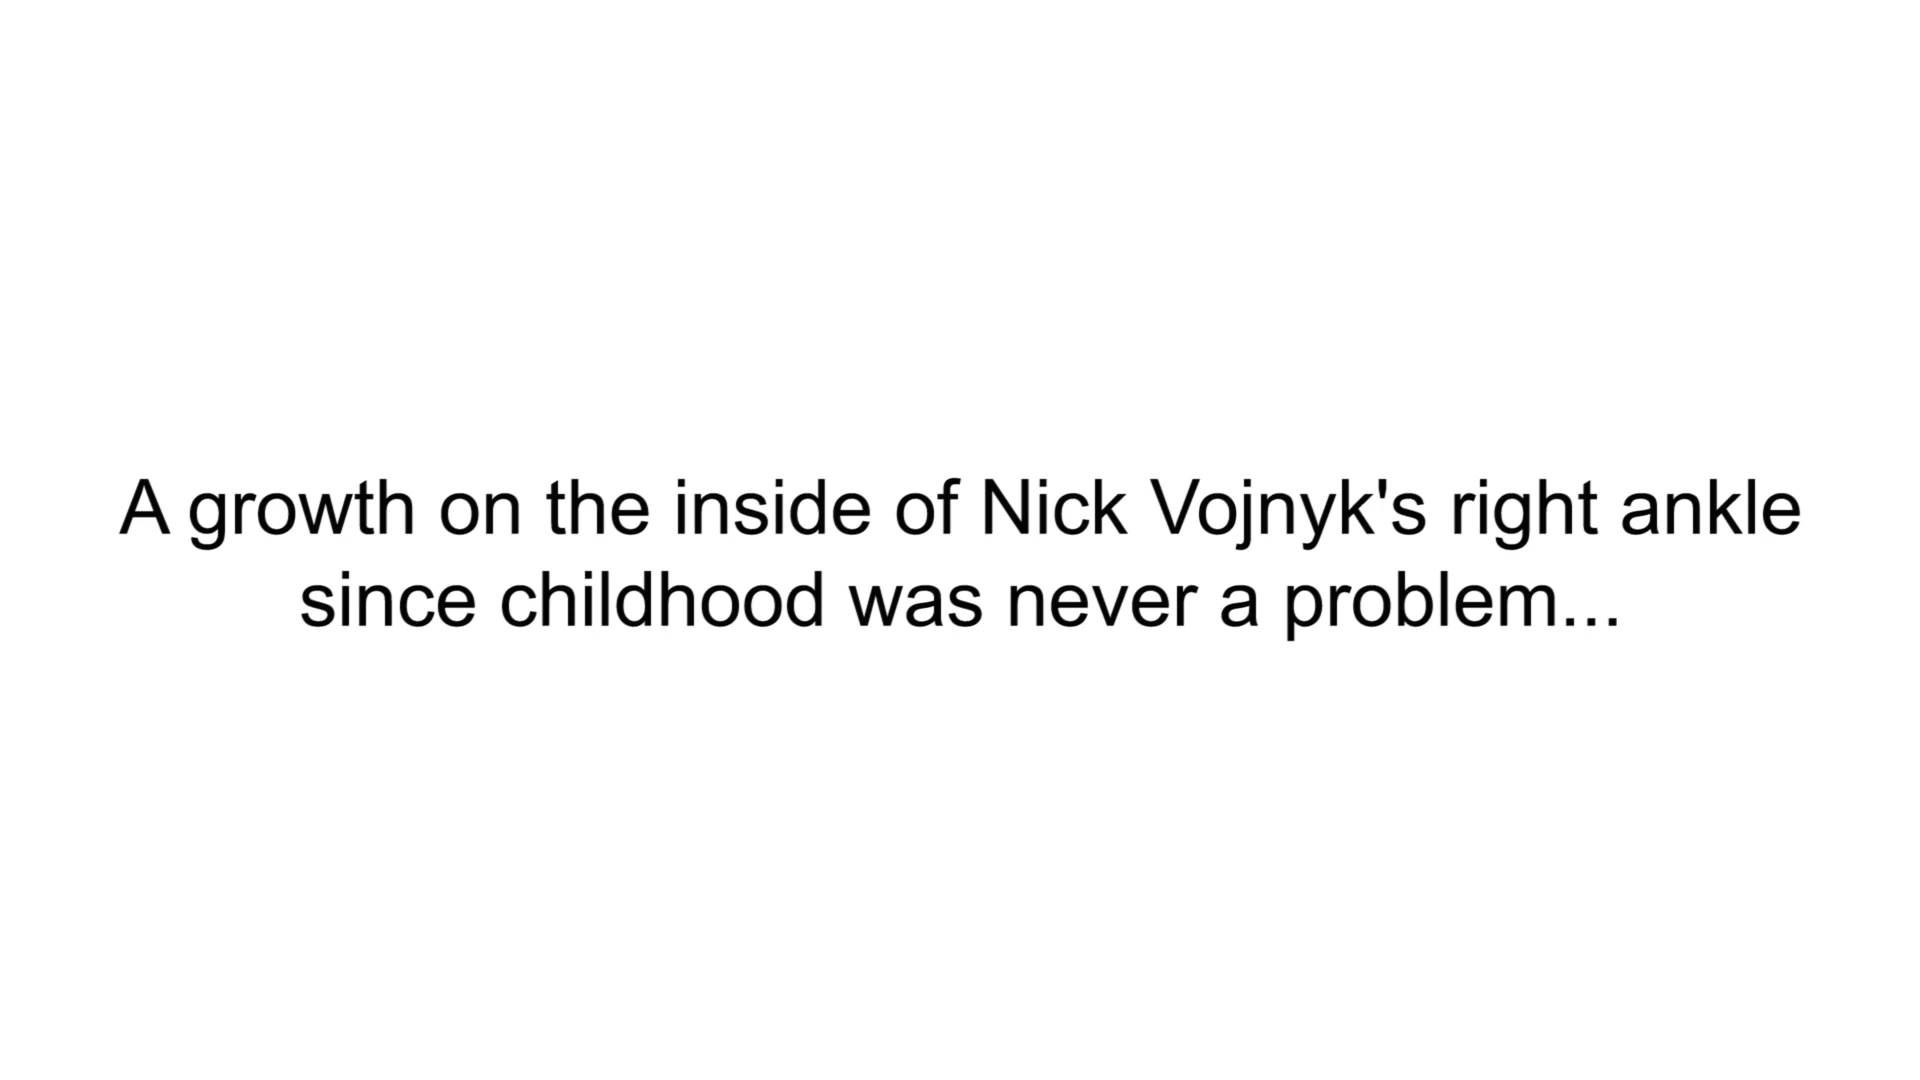 A growth on the inside of Nick Vojnyk's right ankle
since childhood was never a problem...